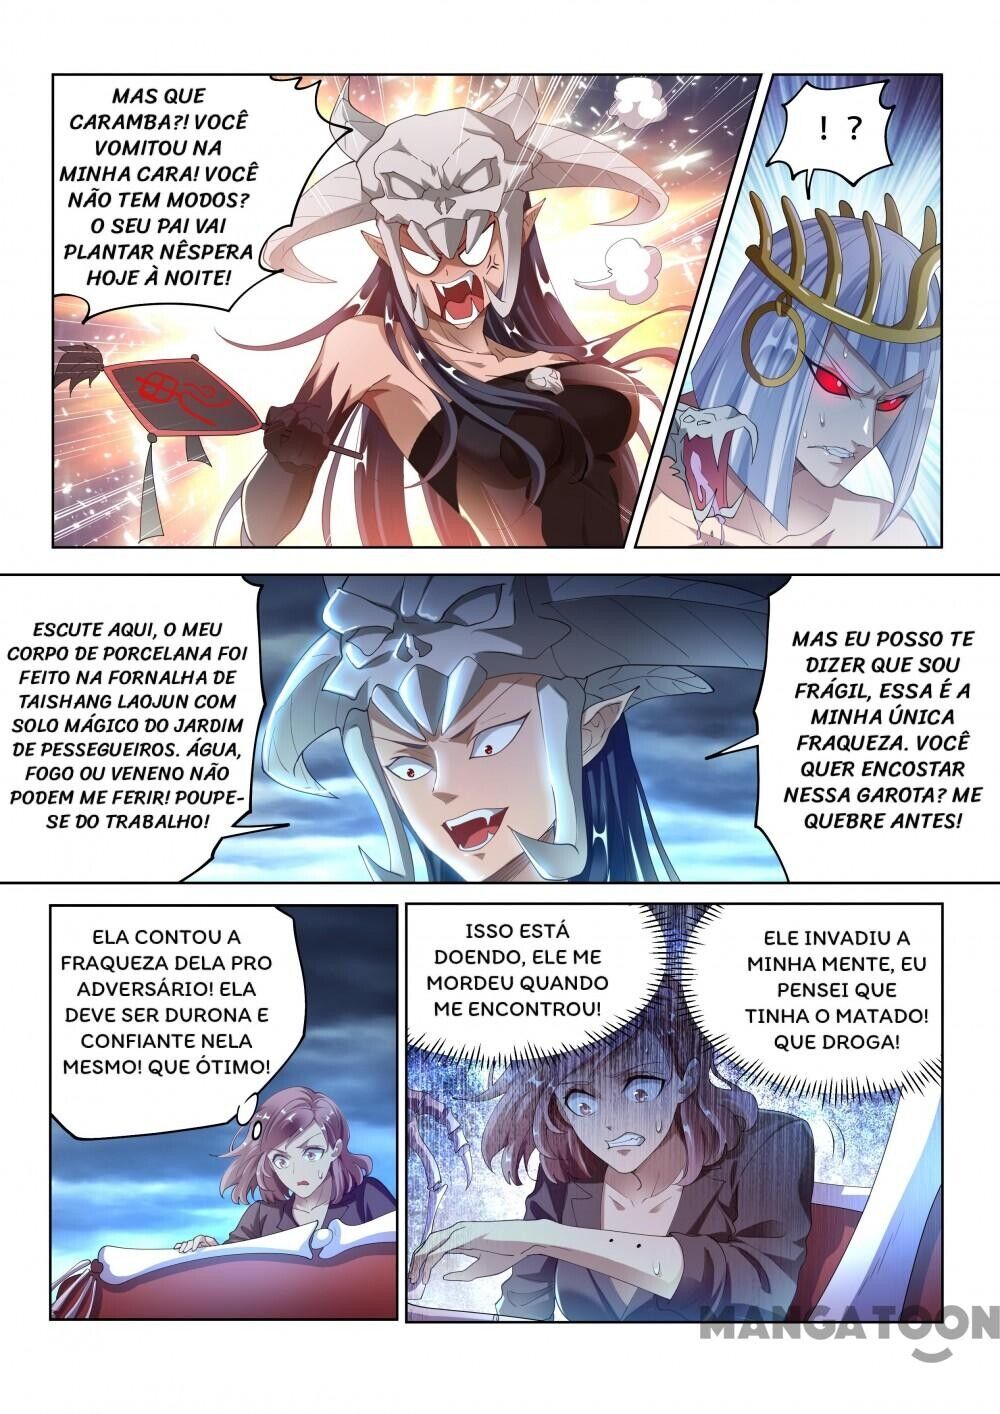 MAS QUE
CARAMBA?! VOCÊ
VOMITOU NA
MINHA CARA! VOCÊ
NÃO TEM MODOS?
O SEU PAI VAI
PLANTAR NÊSPERA
HOJE À NOITE!
! ?
ESCUTE AQUI, O MEU
CORPO DE PORCELANA FOI
FEITO NA FORNALHA DE
TAISHANG LAOJUN COM
SOLO MÁGICO DO JARDIM
DE PESSEGUEIROS. ÁGUA,
FOGO OU VENENO NÃO
PODEM ME FERIR! POUPE-
SE DO TRABALHO!
MAS EU POSSO TE
DIZER QUE SOU
FRÁGIL, ESSA É A
MINHA ÚNICA
FRAQUEZA. VOCÊ
QUER ENCOSTAR
NESSA GAROTA? ME
QUEBRE ANTES!
ELA CONTOU A
FRAQUEZA DELA PRO
ADVERSÁRIO! ELA
DEVE SER DURONA E
CONFIANTE NELA
MESMO! QUE ÓTIMO!
ISSO ESTÁ
DOENDO, ELE ME
MORDEU QUANDO
ME ENCONTROU!
ELE INVADIU A
MINHA MENTE, EU
PENSEI QUE
TINHA O MATADO!
QUE DROGA!
MANGATOON